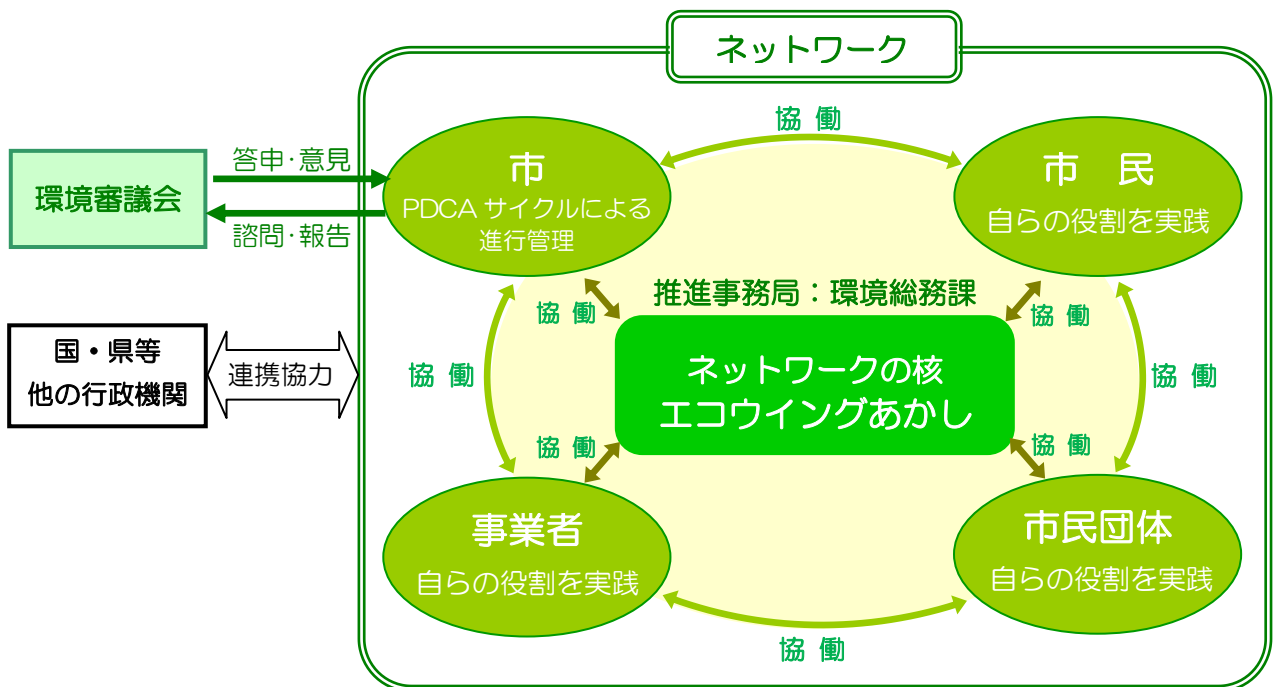 ネットワーク
協 働
答申・意見
環境審議会
諮問・報告
市
PDCA サイクルによる
進行管理
市 民
自らの役割を実践
推進事務局：環境総務課
協 働
協 働
国・県等
他の行政機関
連携協力
協 働
ネットワークの核
エコウイングあかし
協 働
協 働
協 働
事業者
自らの役割を実践
市民団体
自らの役割を実践
協 働